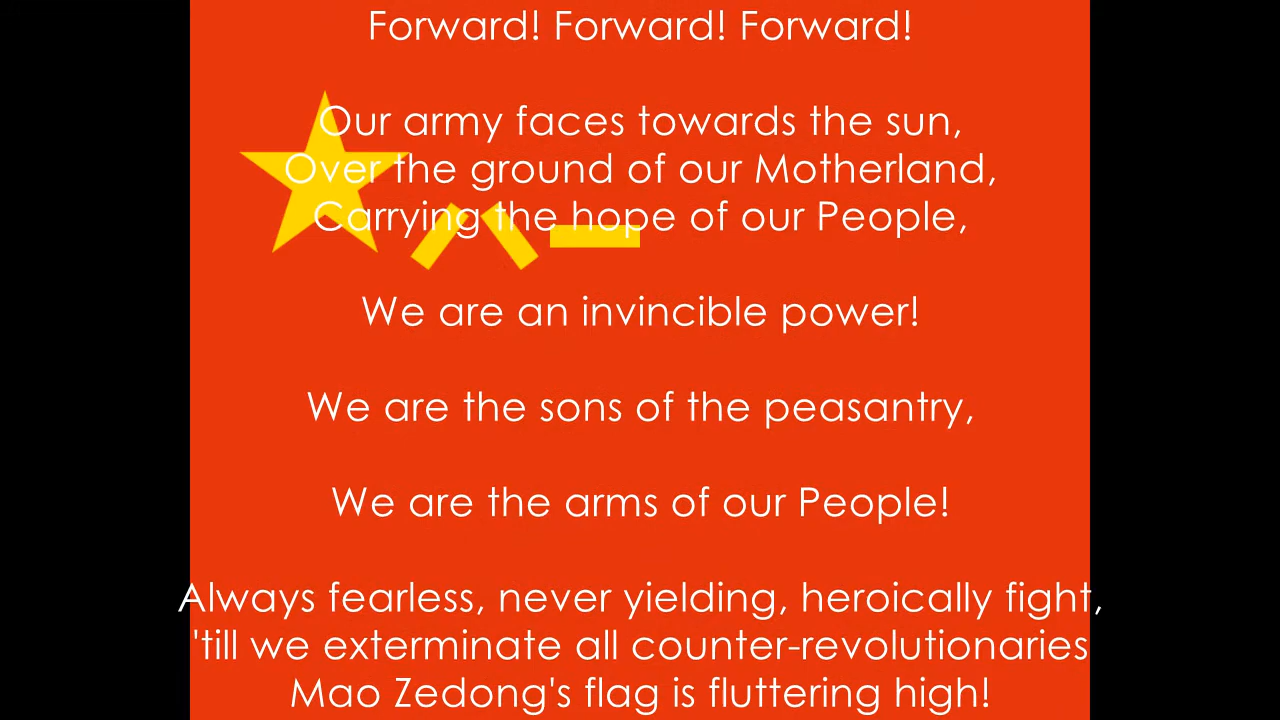 Forward! Forward! Forward!
Our army faces towards the sun,
Over the ground of our Motherland,
Carrying the hope of our People,
We are an invincible power!
We are the sons of the peasantry,
We are the arms of our People!
Always fearless, never yielding, heroically fight,
'till we exterminate all counter-revolutionaries
Mao Zedong's flag is fluttering high!
八一